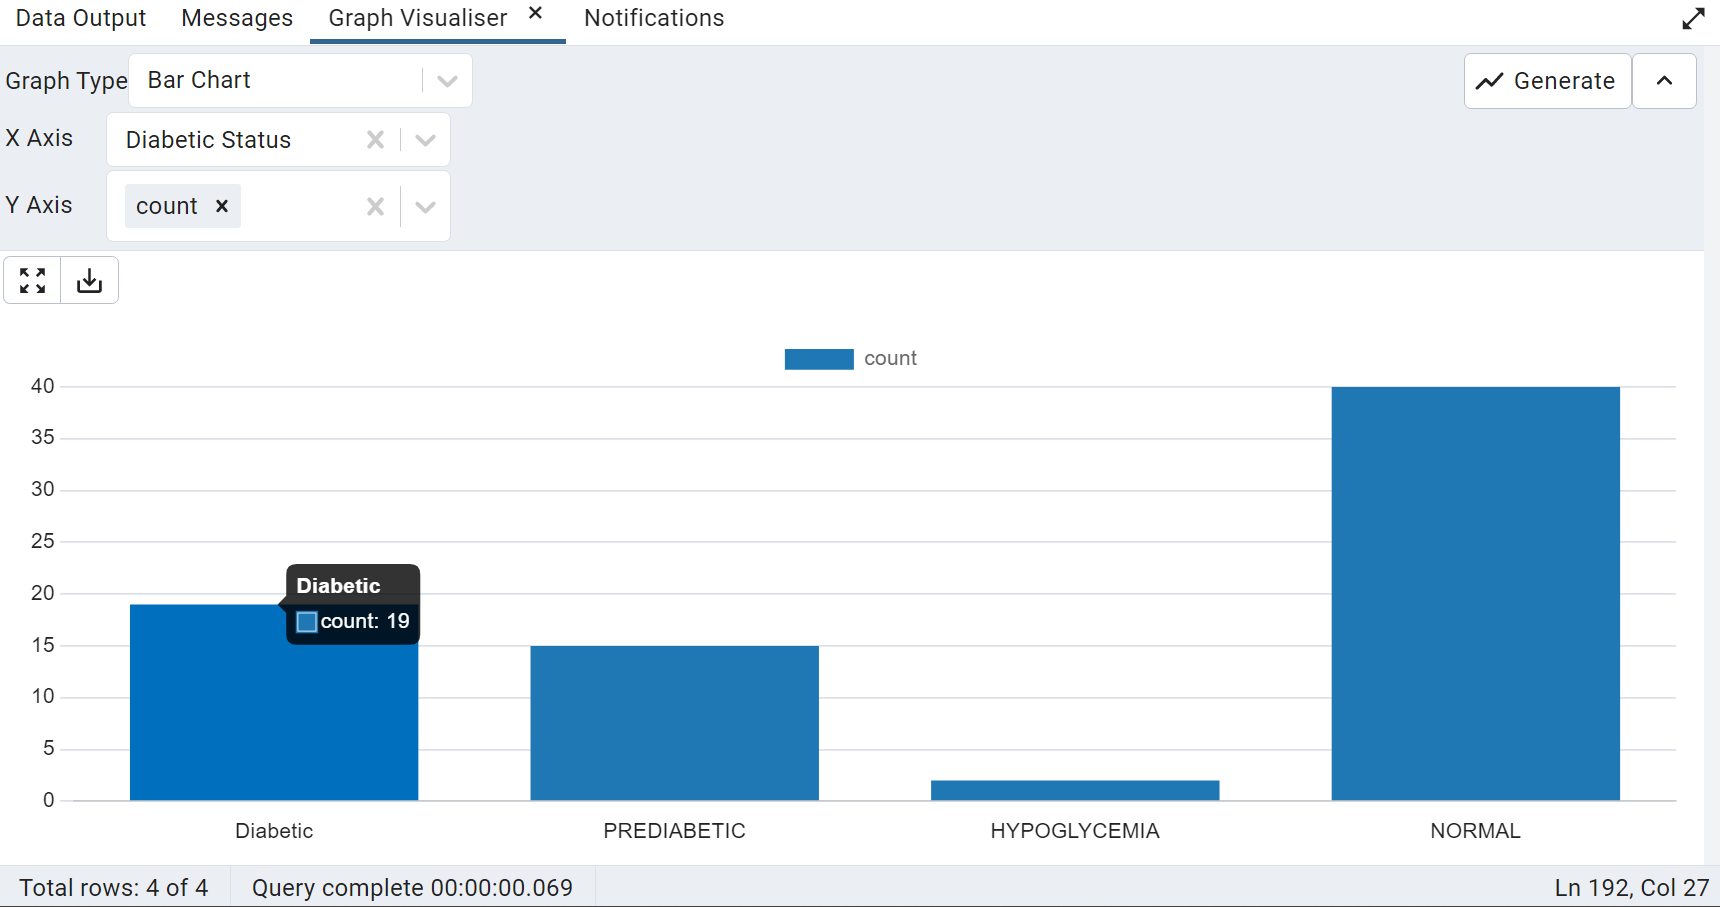 Data Output Messages Graph Visualiser Notifications
Graph Type Bar Chart Generate
X Axis Diabetic Status
Y Axis count
count
40
35
30
25
20
15
10
5
0
Diabetic
count: 19
Diabetic PREDIABETIC HYPOGLYCEMIA NORMAL
Total rows: 4 of 4 Query complete 00:00:00.069 Ln 192, Col 27